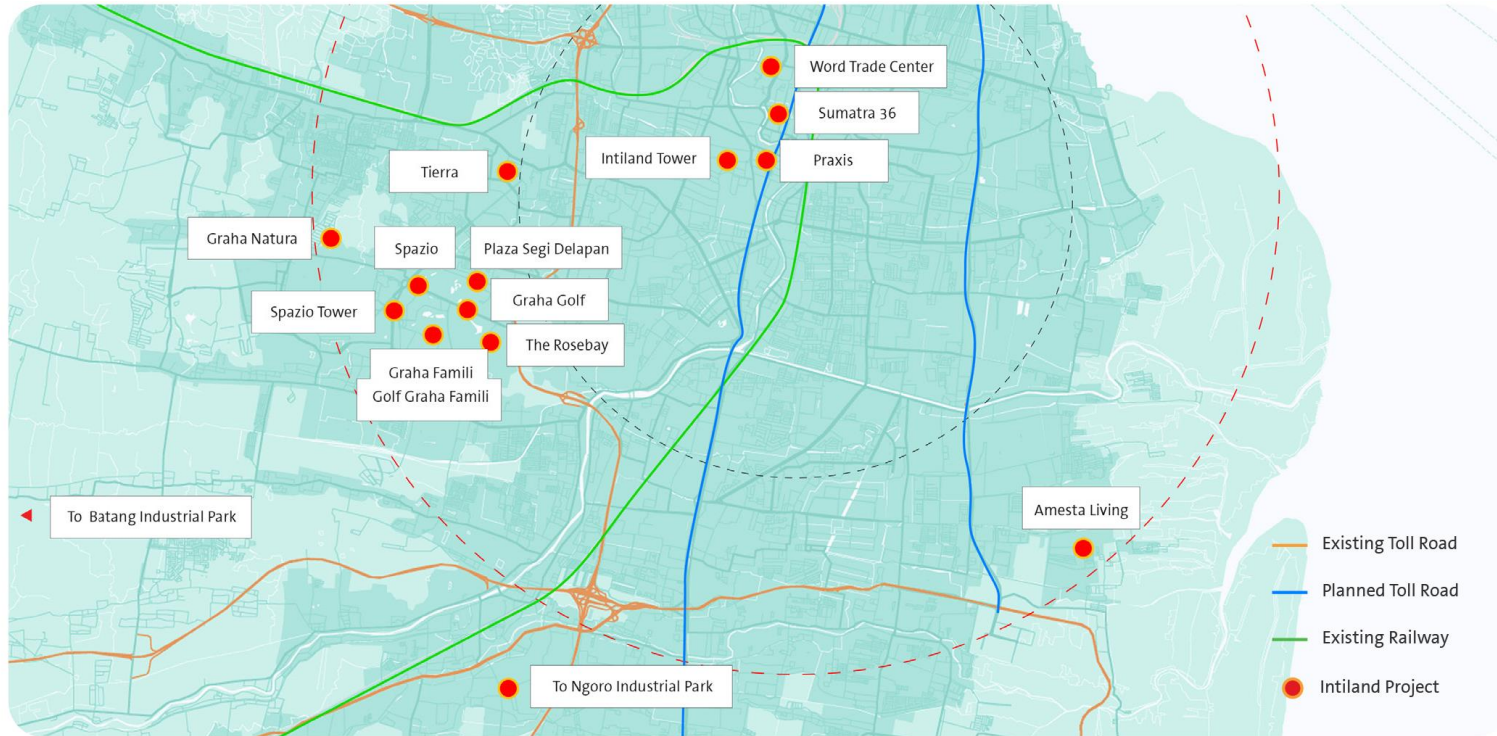 Word Trade Center
Sumatra 36
Intiland Tower
Praxis
Tierra
Graha Natura
Spazio
Plaza Segi Delapan
Graha Golf
Spazio Tower
The Rosebay
Graha Famili
Golf Graha Famili
To Batang Industrial Park
Amesta Living
Existing Toll Road
Planned Toll Road
Existing Railway
Intiland Project
To Ngoro Industrial Park